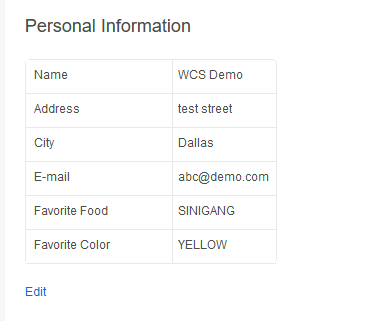 Personal Information
Name WCS Demo
Address test street
City Dallas
E-mail abc@demo.com
Favorite Food SINIGANG
Favorite Color YELLOW
Edit